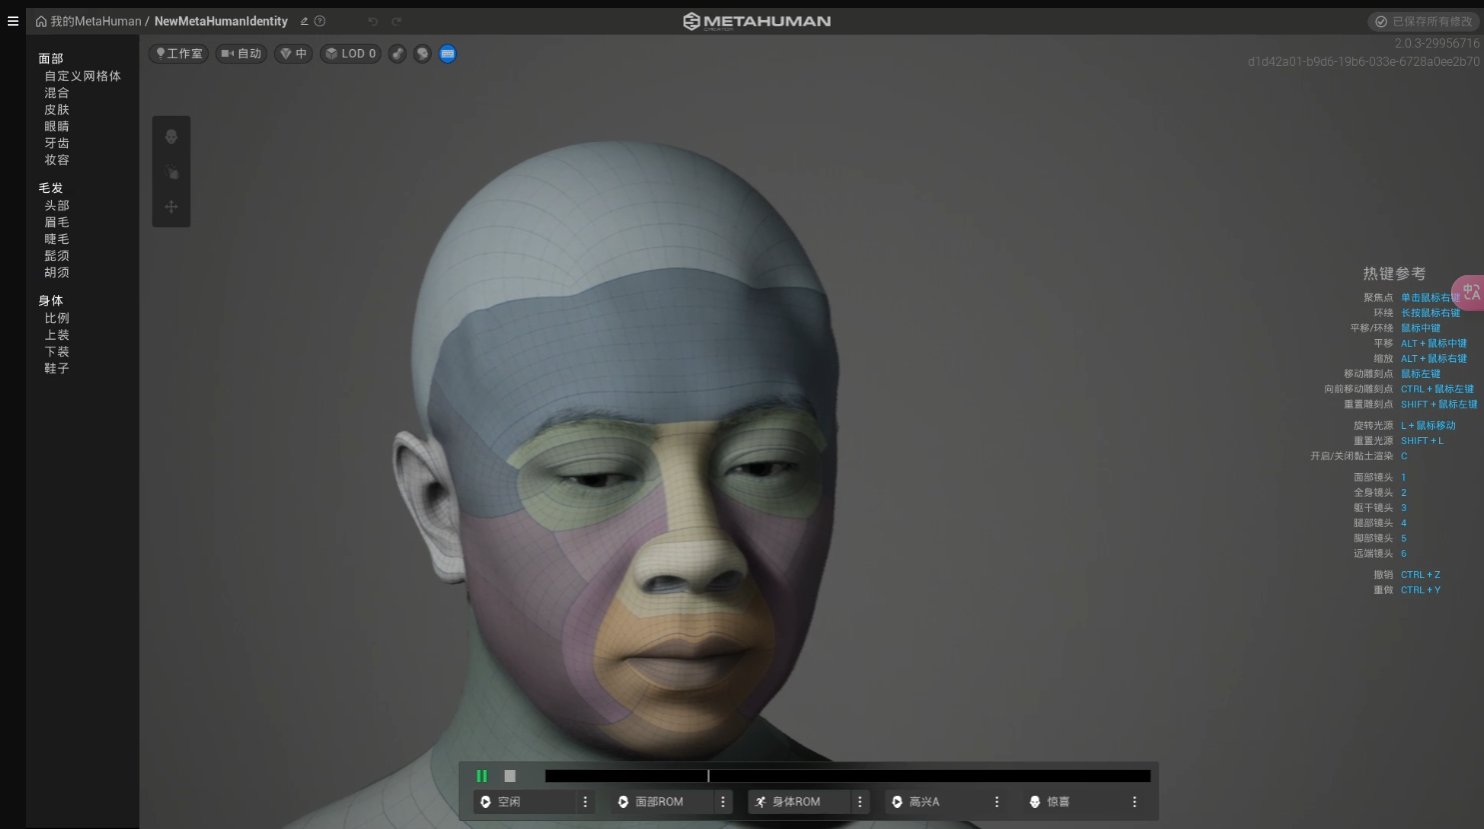 我的MetaHuman / NewMetaHumanIdentity
METAHUMAN
CREATOR
已保存所有修改
2.0.3-29956716
d1d42a01-b9d6-19b6-033e-6728a0ee2b70
工作室 自动 中 LOD 0
面部
自定义网格体
混合
皮肤
眼睛
牙齿
妆容
毛发
头部
眉毛
睫毛
髭须
胡须
身体
比例
上装
下装
鞋子
热键参考
聚焦点 单击鼠标右键
环绕 长按鼠标右键
平移/环绕 鼠标中键
平移 ALT + 鼠标中键
缩放 ALT + 鼠标右键
移动雕刻点 鼠标左键
向前移动雕刻点 CTRL + 鼠标左键
重置雕刻点 SHIFT + 鼠标左键
旋转光源 L + 鼠标移动
重置光源 SHIFT + L
开启/关闭黏土渲染 C
面部镜头 1
全身镜头 2
躯干镜头 3
腿部镜头 4
脚部镜头 5
远端镜头 6
撤销 CTRL + Z
重做 CTRL + Y
中 A
空闲 面部ROM 身体ROM 高兴A 惊喜